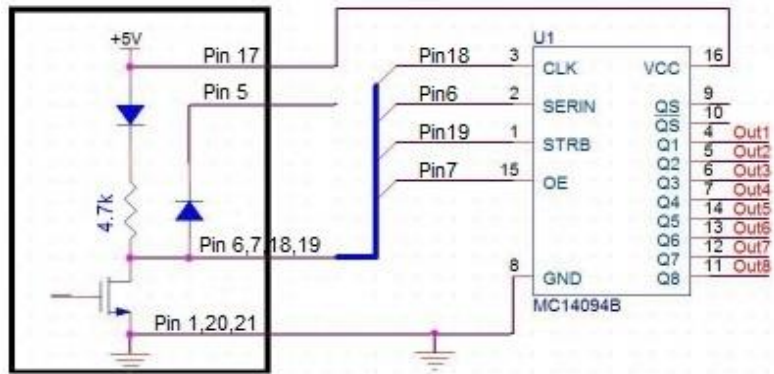 +5V
Pin 17
Pin 5
4.7k
Pin 6,7,18,19
Pin 1,20,21
Pin18
Pin6
Pin19
Pin7
3
2
1
15
8
U1
CLK
SERIN
STRB
OE
GND
VCC
QS
QS
Q1
Q2
Q3
Q4
Q5
Q6
Q7
Q8
MC14094B
16
9
10
4 Out1
5 Out2
6 Out3
7 Out4
14 Out5
13 Out6
12 Out7
11 Out8